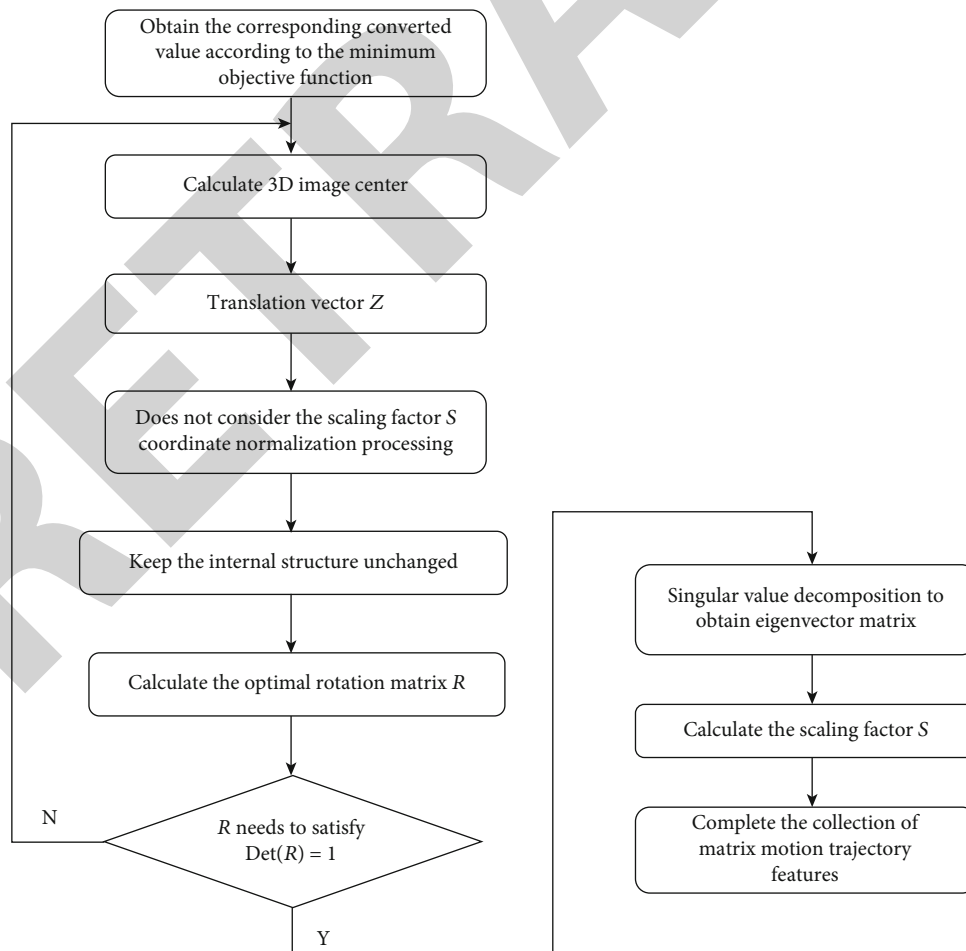 Obtain the corresponding converted
value according to the minimum
objective function
Calculate 3D image center
Translation vector Z
Does not consider the scaling factor S
coordinate normalization processing
Keep the internal structure unchanged
Calculate the optimal rotation matrix R
N
R needs to satisfy
Det(R) = 1
Y
Singular value decomposition to
obtain eigenvector matrix
Calculate the scaling factor S
Complete the collection of
matrix motion trajectory
features
RETRA